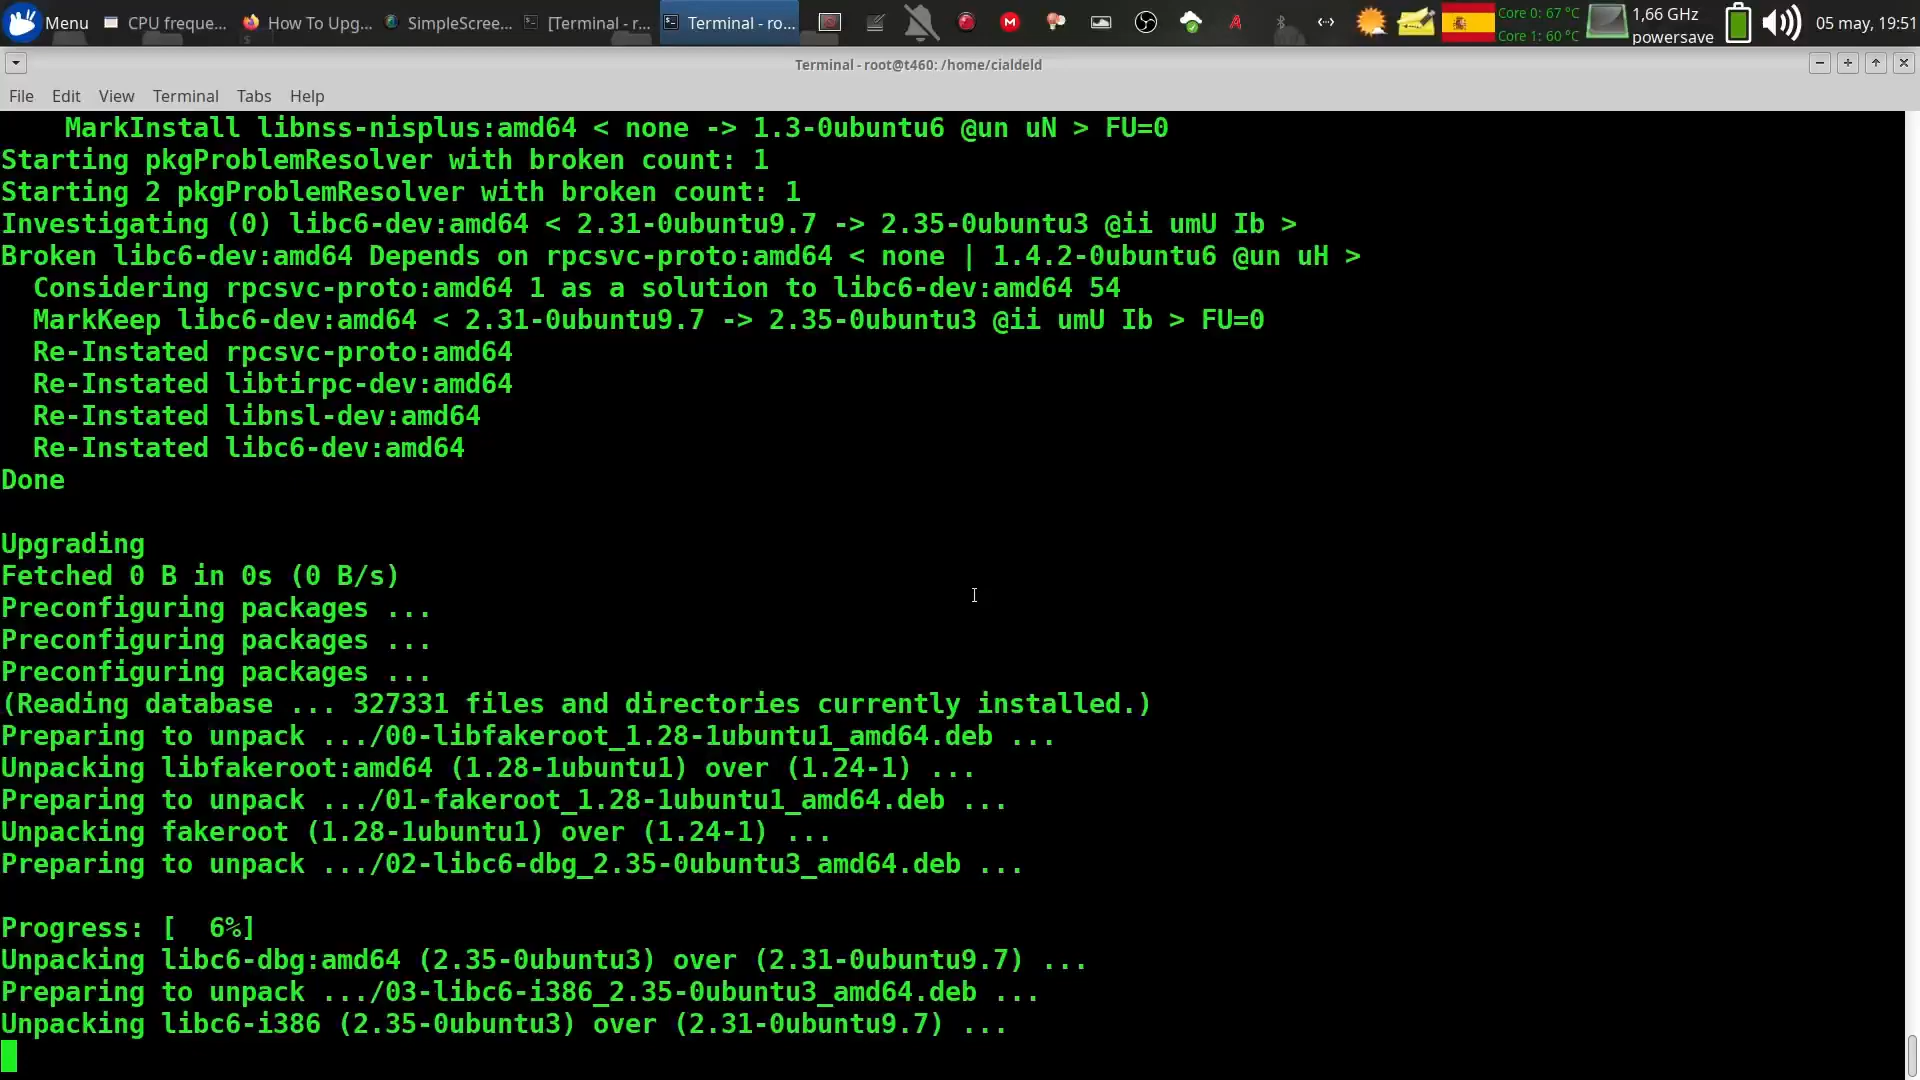 Menu
CPU freque...
How To Upg...
SimpleScree...
[Terminal - r...
Terminal - ro...
M
A
Core 0: 67 °C
Core 1: 60 °C
1,66 GHz
powersave
05 may, 19:51
Terminal - root@t460: /home/cialdeld
File Edit View Terminal Tabs Help
MarkInstall libnss-nisplus:amd64 < none -> 1.3-0ubuntu6 @un uN > FU=0
Starting pkgProblemResolver with broken count: 1
Starting 2 pkgProblemResolver with broken count: 1
Investigating (0) libc6-dev:amd64 < 2.31-0ubuntu9.7 -> 2.35-0ubuntu3 @ii umU Ib >
Broken libc6-dev:amd64 Depends on rpcsvc-proto:amd64 < none | 1.4.2-0ubuntu6 @un uH >
Considering rpcsvc-proto:amd64 1 as a solution to libc6-dev:amd64 54
MarkKeep libc6-dev:amd64 < 2.31-0ubuntu9.7 -> 2.35-0ubuntu3 @ii umU Ib > FU=0
Re-Instated rpcsvc-proto:amd64
Re-Instated libtirpc-dev:amd64
Re-Instated libnsl-dev:amd64
Re-Instated libc6-dev:amd64
Done
Upgrading
Fetched 0 B in 0s (0 B/s)
Preconfiguring packages ...
Preconfiguring packages ...
Preconfiguring packages ...
(Reading database ... 327331 files and directories currently installed.)
Preparing to unpack .../00-libfakeroot_1.28-1ubuntu1_amd64.deb ...
Unpacking libfakeroot:amd64 (1.28-1ubuntu1) over (1.24-1) ...
Preparing to unpack .../01-fakeroot_1.28-1ubuntu1_amd64.deb ...
Unpacking fakeroot (1.28-1ubuntu1) over (1.24-1) ...
Preparing to unpack .../02-libc6-dbg_2.35-0ubuntu3_amd64.deb ...
Progress: [  6%]
Unpacking libc6-dbg:amd64 (2.35-0ubuntu3) over (2.31-0ubuntu9.7) ...
Preparing to unpack .../03-libc6-i386_2.35-0ubuntu3_amd64.deb ...
Unpacking libc6-i386 (2.35-0ubuntu3) over (2.31-0ubuntu9.7) ...